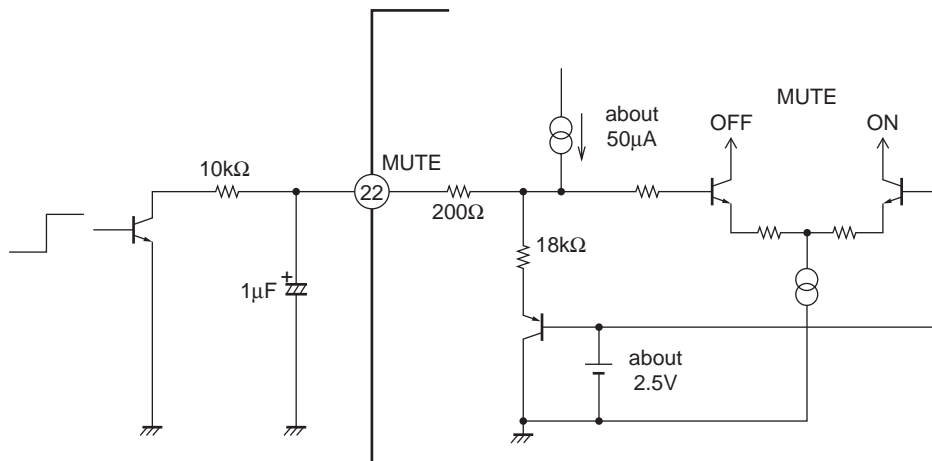 about
50μA
MUTE
OFF
ON
10kΩ
MUTE
22
200Ω
18kΩ
+
1μF
about
2.5V